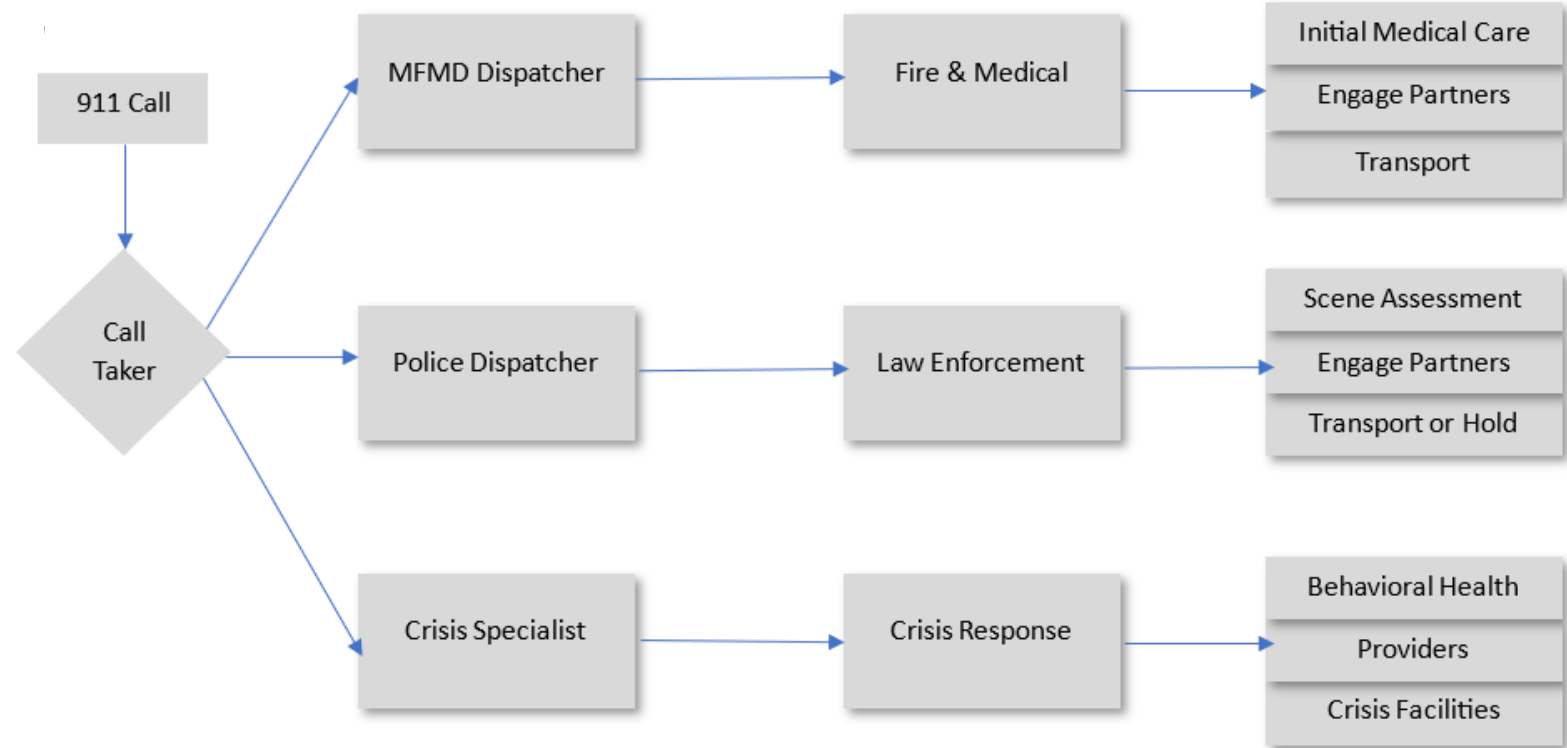 911 Call
Call
Taker
MFMD Dispatcher
Fire & Medical
Initial Medical Care
Engage Partners
Transport
Police Dispatcher
Law Enforcement
Scene Assessment
Engage Partners
Transport or Hold
Crisis Specialist
Crisis Response
Behavioral Health
Providers
Crisis Facilities